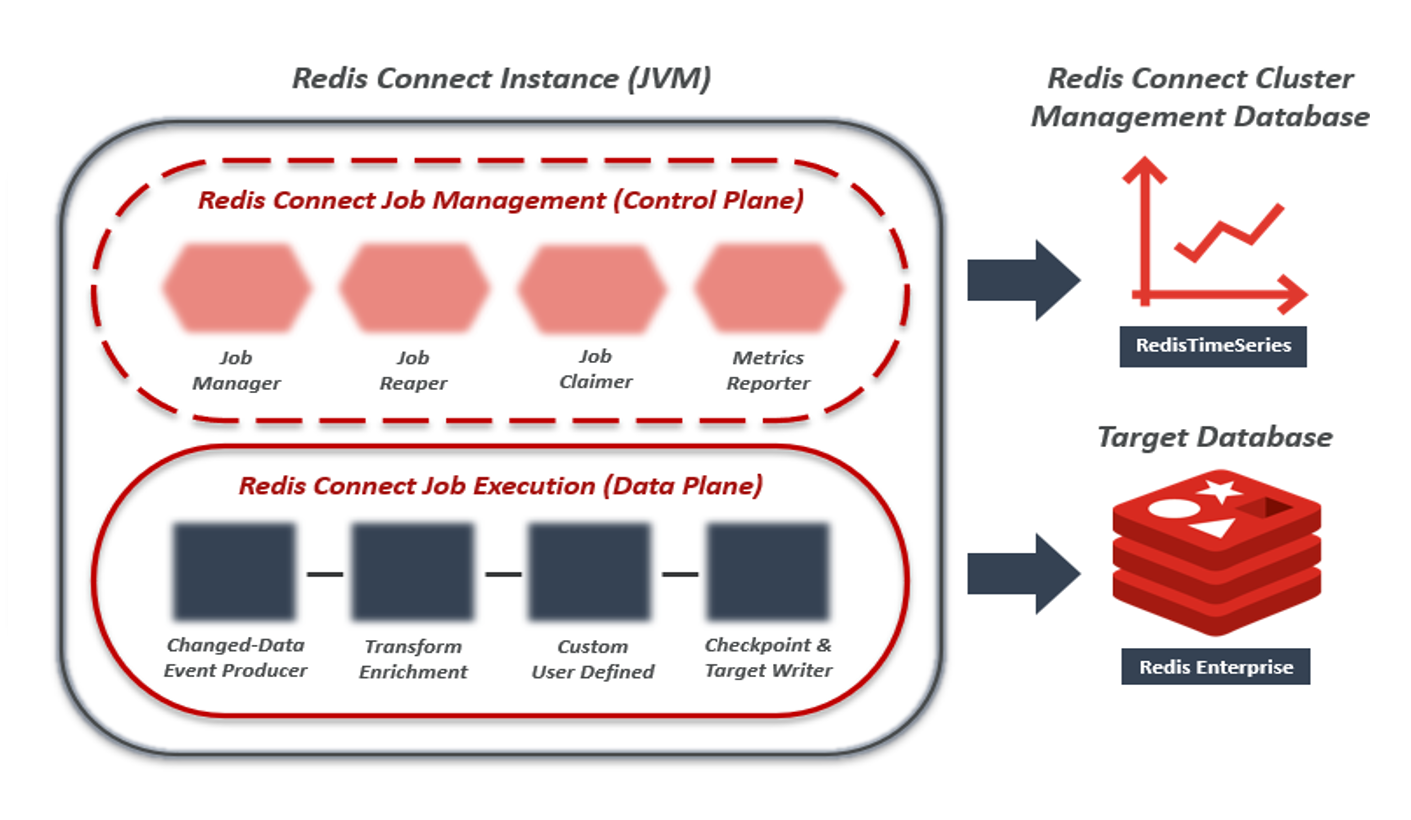 Redis Connect Instance (JVM)
Redis Connect Cluster
Management Database
Redis Connect Job Management (Control Plane)
Job
Manager
Job
Reaper
Job
Claimer
Metrics
Reporter
RedisTimeSeries
Target Database
Redis Connect Job Execution (Data Plane)
Changed-Data
Event Producer
Transform
Enrichment
Custom
User Defined
Checkpoint &
Target Writer
Redis Enterprise